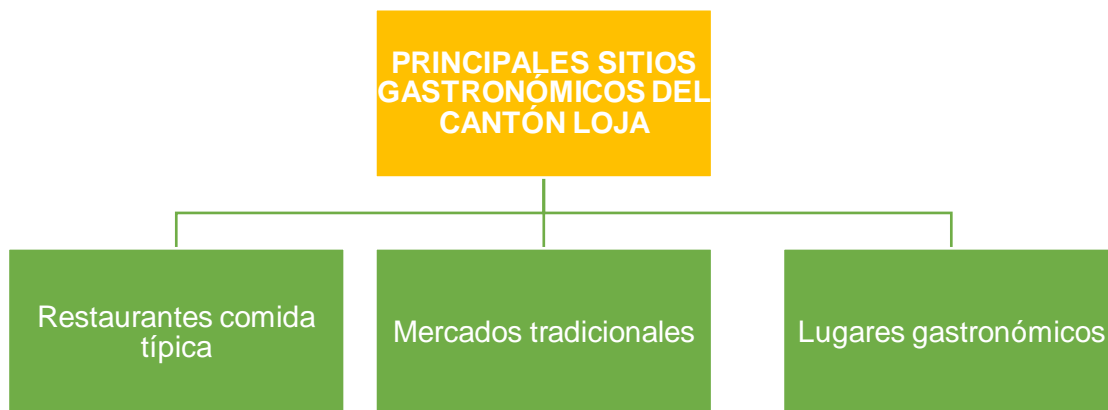 PRINCIPALES SITIOS
GASTRONÓMICOS DEL
CANTÓN LOJA
Restaurantes comida
típica
Mercados tradicionales
Lugares gastronómicos